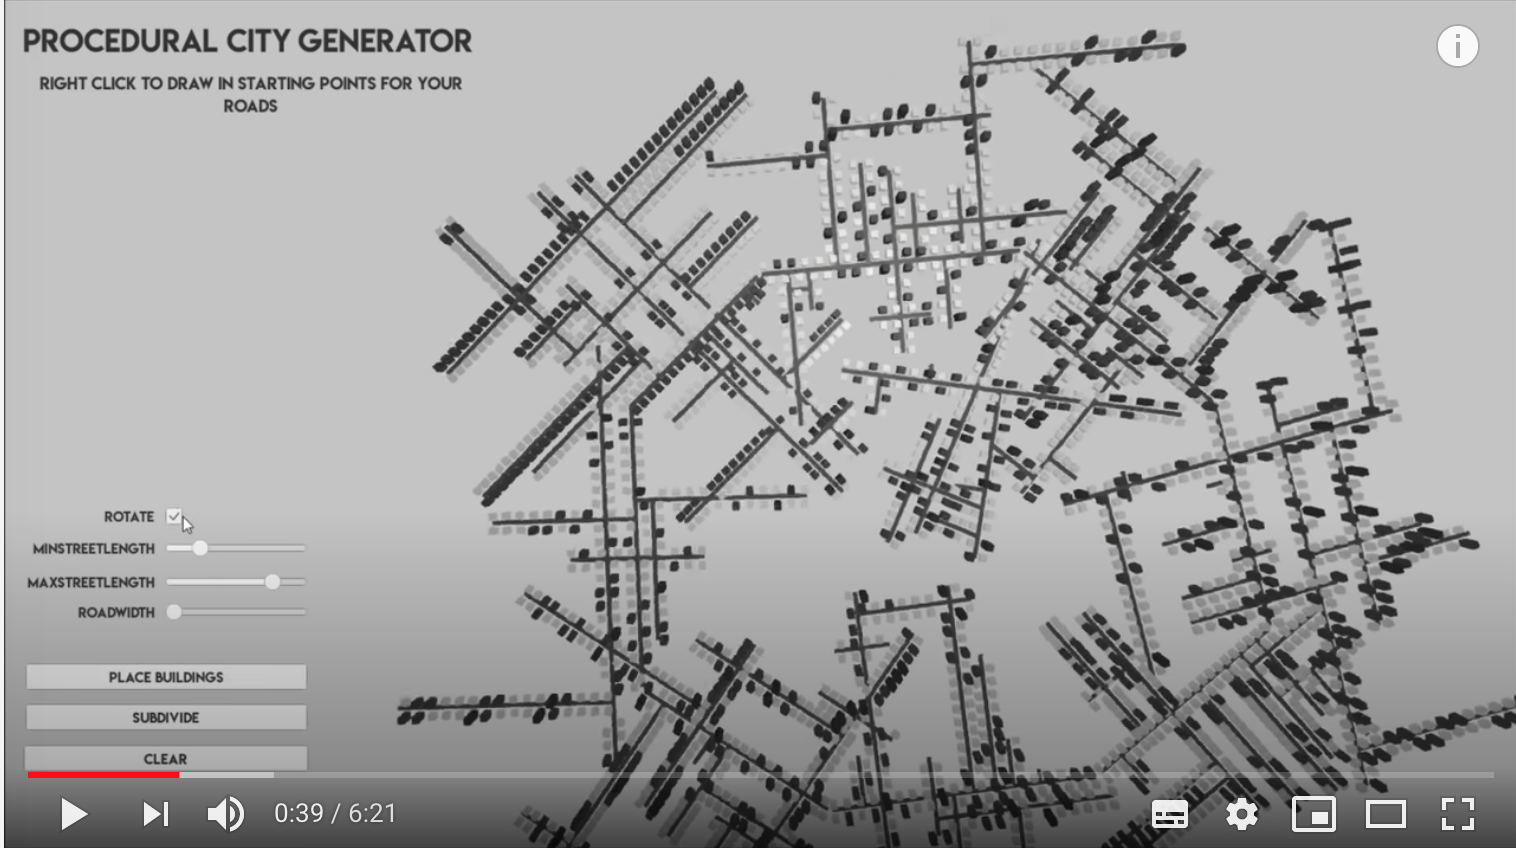 PROCEDURAL CITY GENERATOR
RIGHT CLICK TO DRAW IN STARTING POINTS FOR YOUR
ROADS
ROTATE
MINSTREETLENGTH
MAXSTREETLENGTH
ROADWIDTH
PLACE BUILDINGS
SUBDIVIDE
CLEAR
0:39 / 6:21